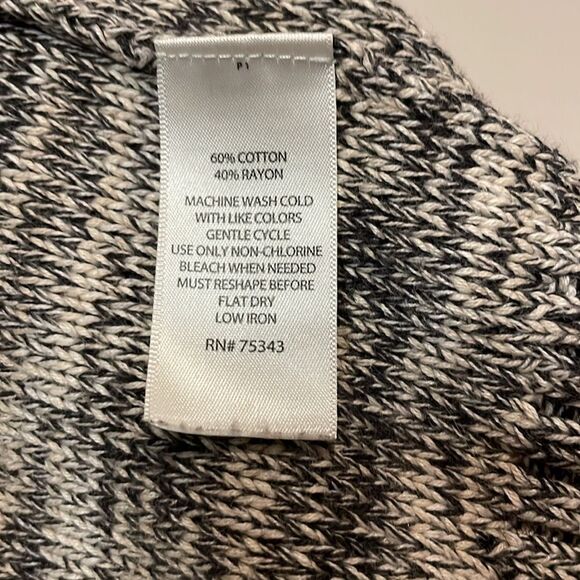 P1
60% COTTON
40% RAYON
MACHINE WASH COLD
WITH LIKE COLORS
GENTLE CYCLE
USE ONLY NON-CHLORINE
BLEACH WHEN NEEDED
MUST RESHAPE BEFORE
FLAT DRY
LOW IRON
RN# 75343